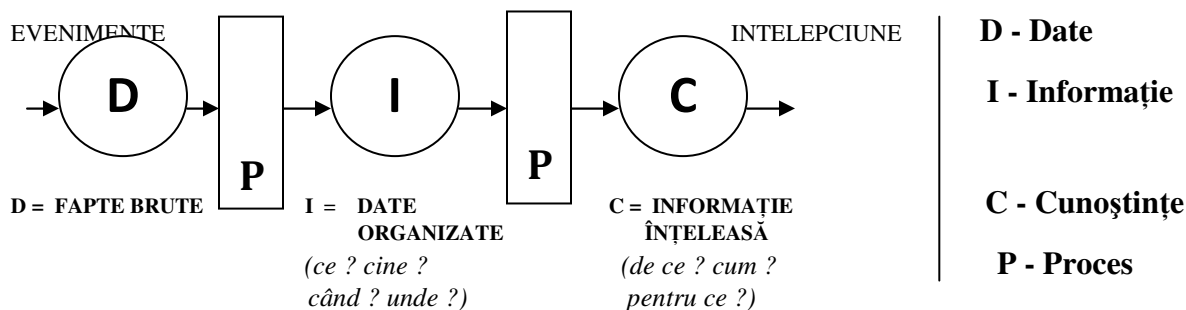 EVENIMENTE
INTELEPCIUNE
D
P
I
P
C
D = FAPTE BRUTE
I = DATE
ORGANIZATE
(ce ? cine ?
când ? unde ?)
C = INFORMAȚIE
ÎNȚELEASĂ
(de ce ? cum ?
pentru ce ?)
D - Date
I - Informație
C - Cunoştințe
P - Proces